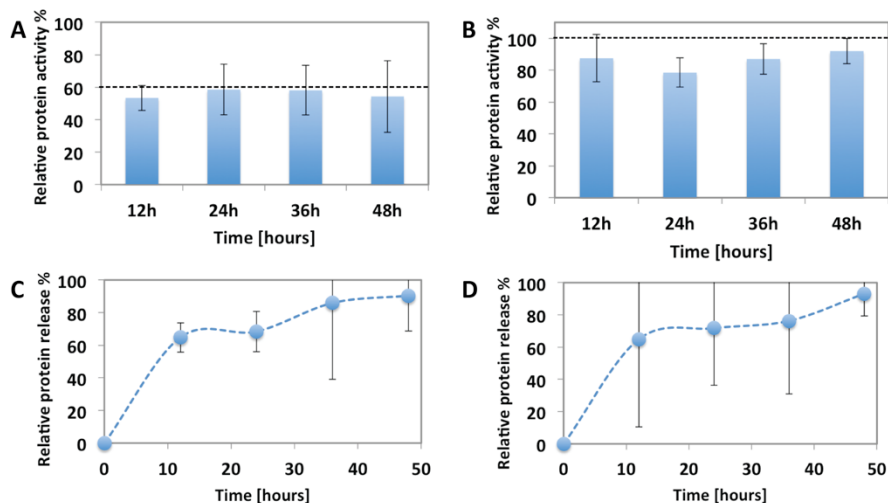 A
Relative protein activity %
100
80
60
40
20
0
12h 24h 36h 48h
Time [hours]
B
Relative protein activity %
100
80
60
40
20
0
12h 24h 36h 48h
Time [hours]
C
Relative protein release %
100
80
60
40
20
0
0 10 20 30 40 50
Time [hours]
D
Relative protein release %
100
80
60
40
20
0
0 10 20 30 40 50
Time [hours]